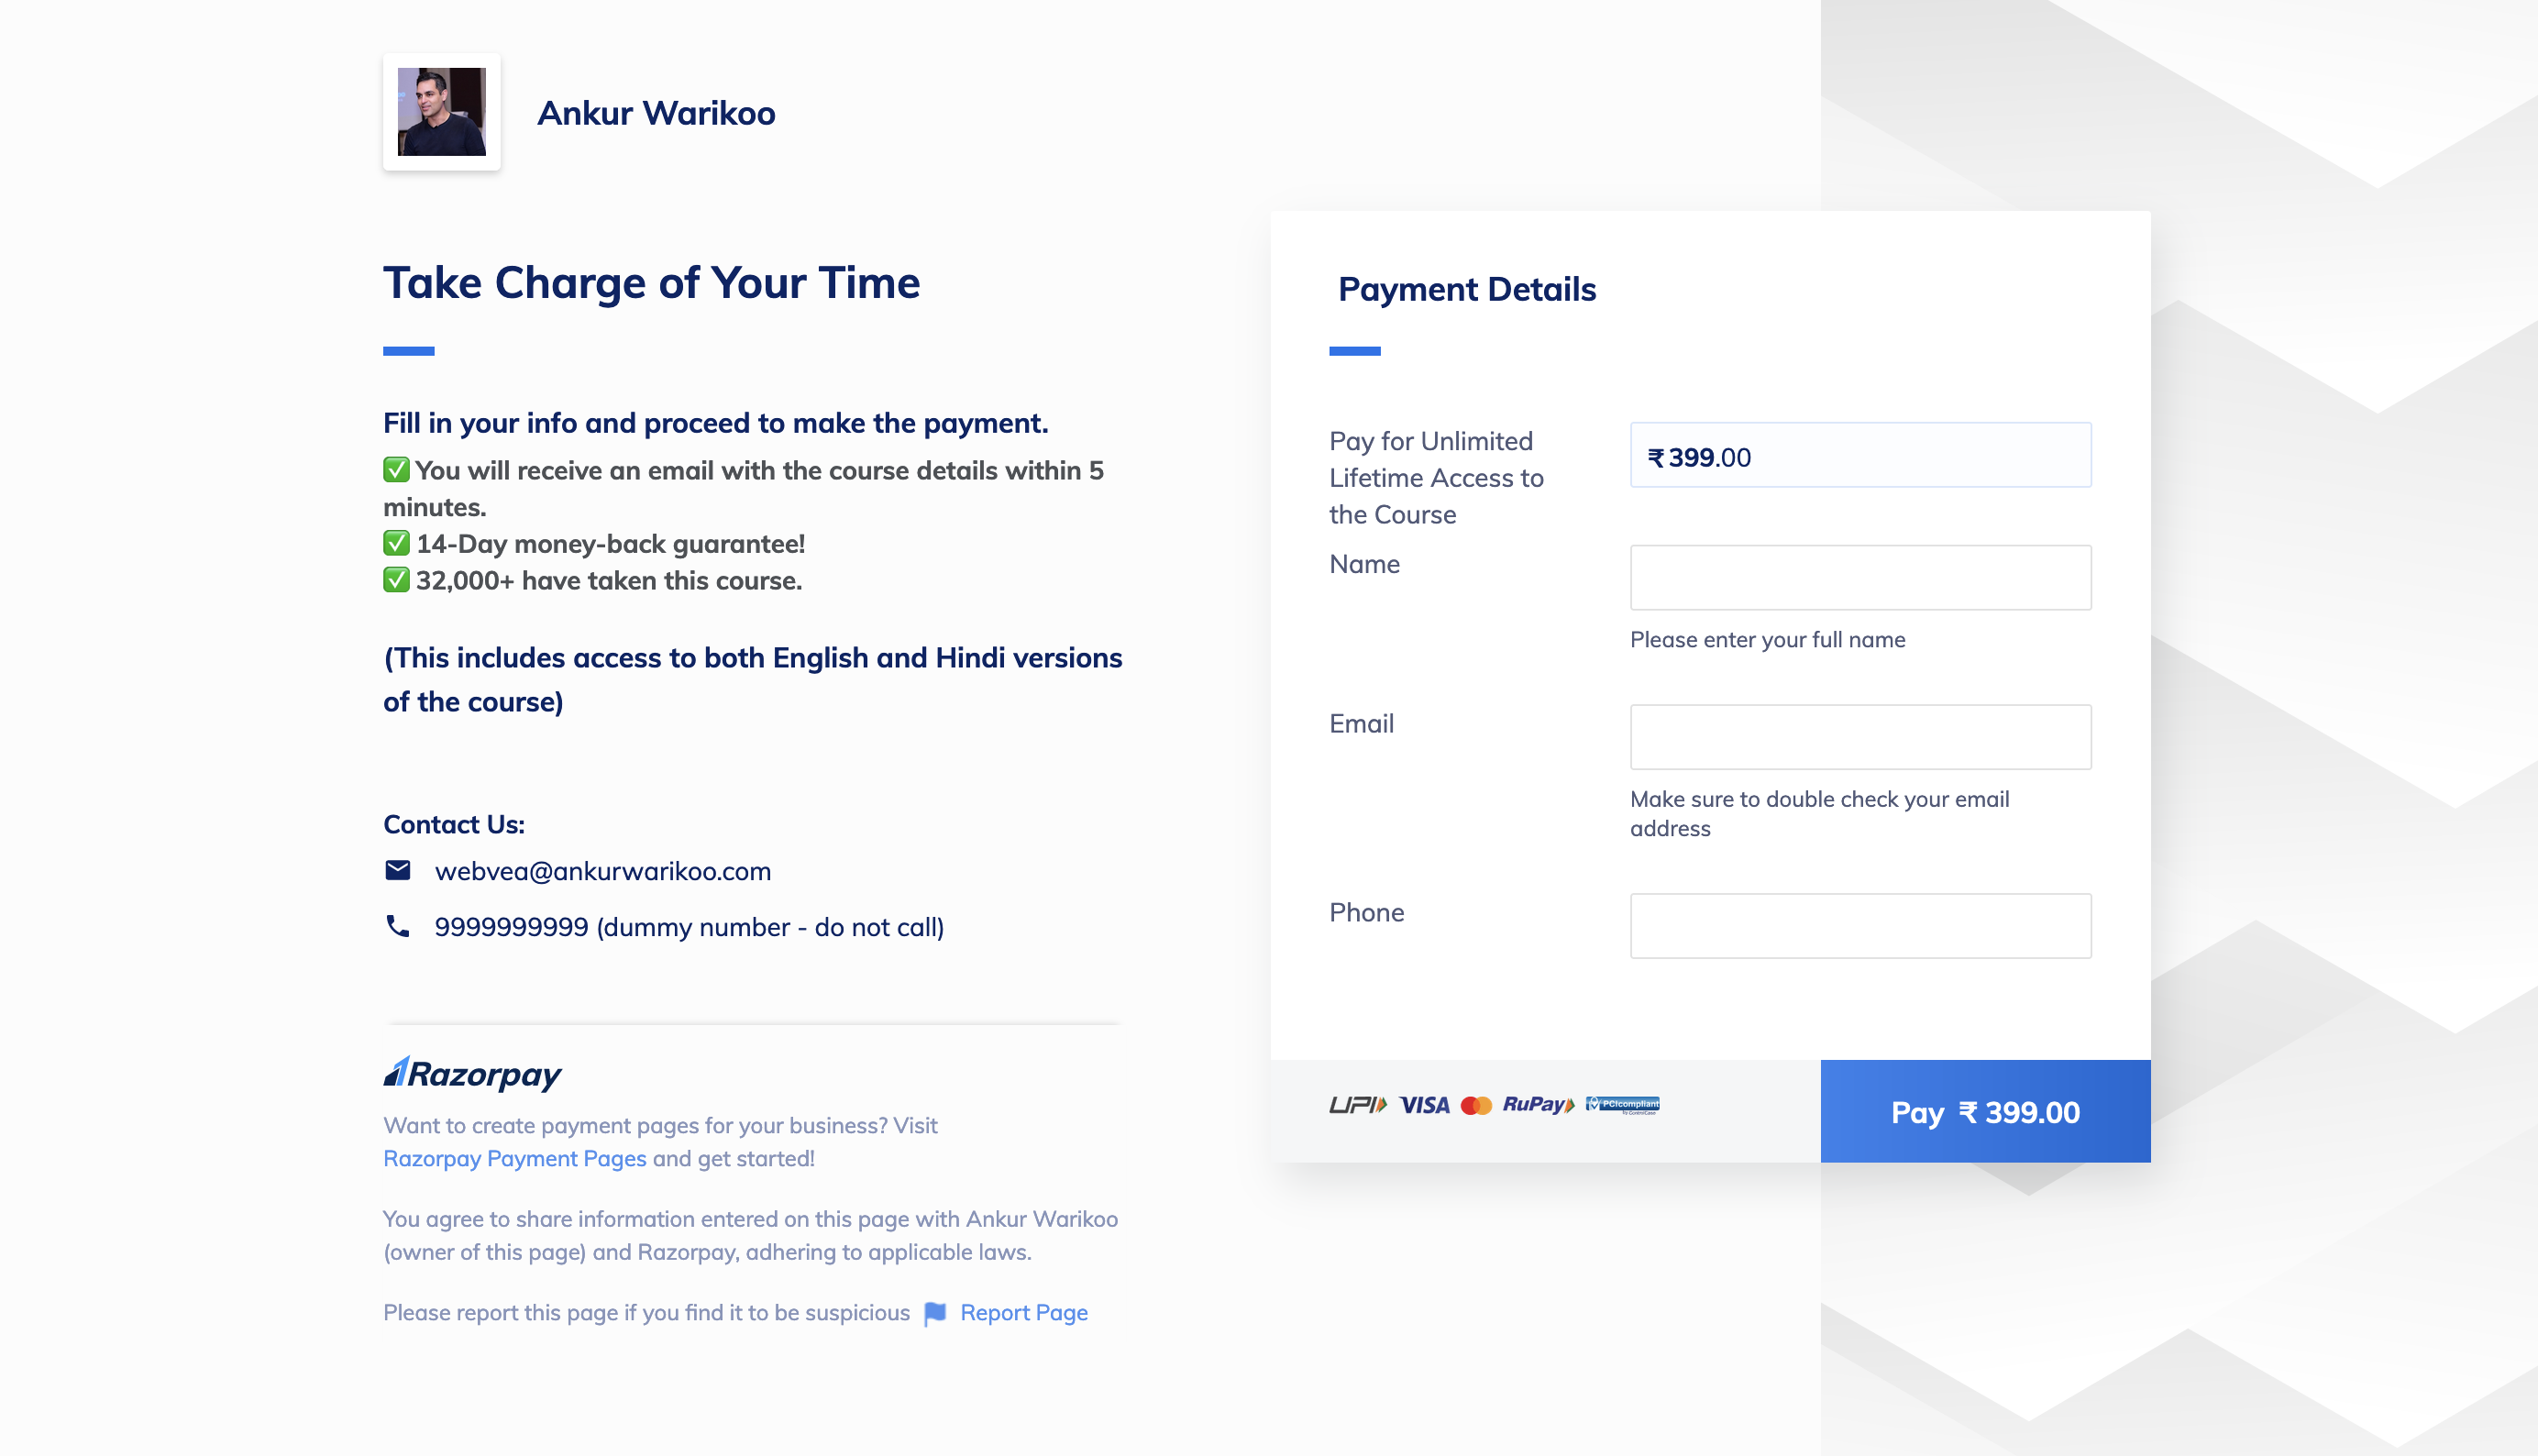 Ankur Warikoo
Take Charge of Your Time
Fill in your info and proceed to make the payment.
✅ You will receive an email with the course details within 5
minutes.
✅ 14-Day money-back guarantee!
✅ 32,000+ have taken this course.
(This includes access to both English and Hindi versions
of the course)
Contact Us:
webvea@ankurwarikoo.com
9999999999 (dummy number - do not call)
Razorpay
Want to create payment pages for your business? Visit
Razorpay Payment Pages and get started!
You agree to share information entered on this page with Ankur Warikoo
(owner of this page) and Razorpay, adhering to applicable laws.
Please report this page if you find it to be suspicious Report Page
Payment Details
Pay for Unlimited
Lifetime Access to
the Course
₹ 399.00
Name
Please enter your full name
Email
Make sure to double check your email
address
Phone
UPI VISA RuPay PCIcompliant
Pay ₹ 399.00